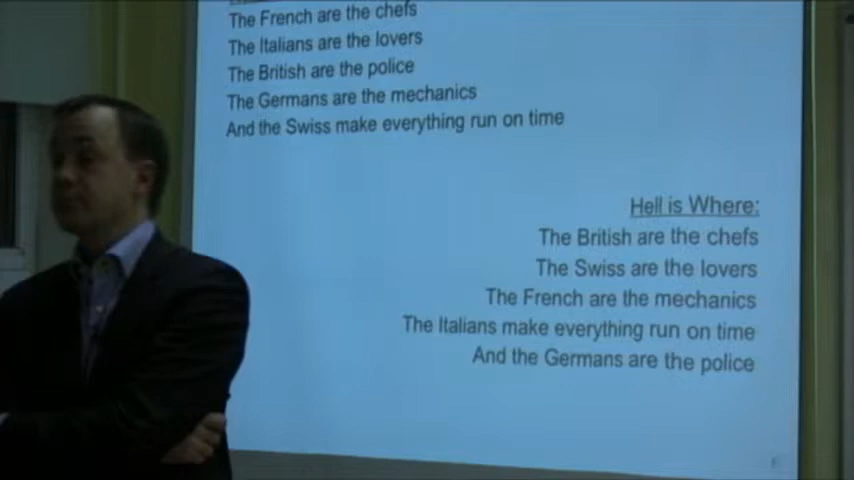 The French are the chefs
The Italians are the lovers
The British are the police
The Germans are the mechanics
And the Swiss make everything run on time
Hell is Where:
The British are the chefs
The Swiss are the lovers
The French are the mechanics
The Italians make everything run on time
And the Germans are the police